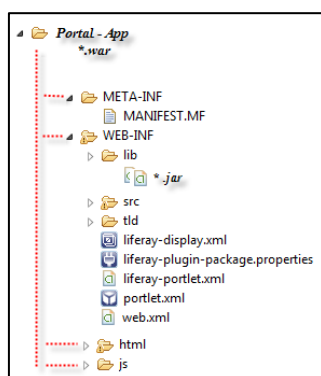 Portal - App
*.war
META-INF
MANIFEST.MF
WEB-INF
lib
*.jar
src
tld
liferay-display.xml
liferay-plugin-package.properties
liferay-portlet.xml
portlet.xml
web.xml
html
js